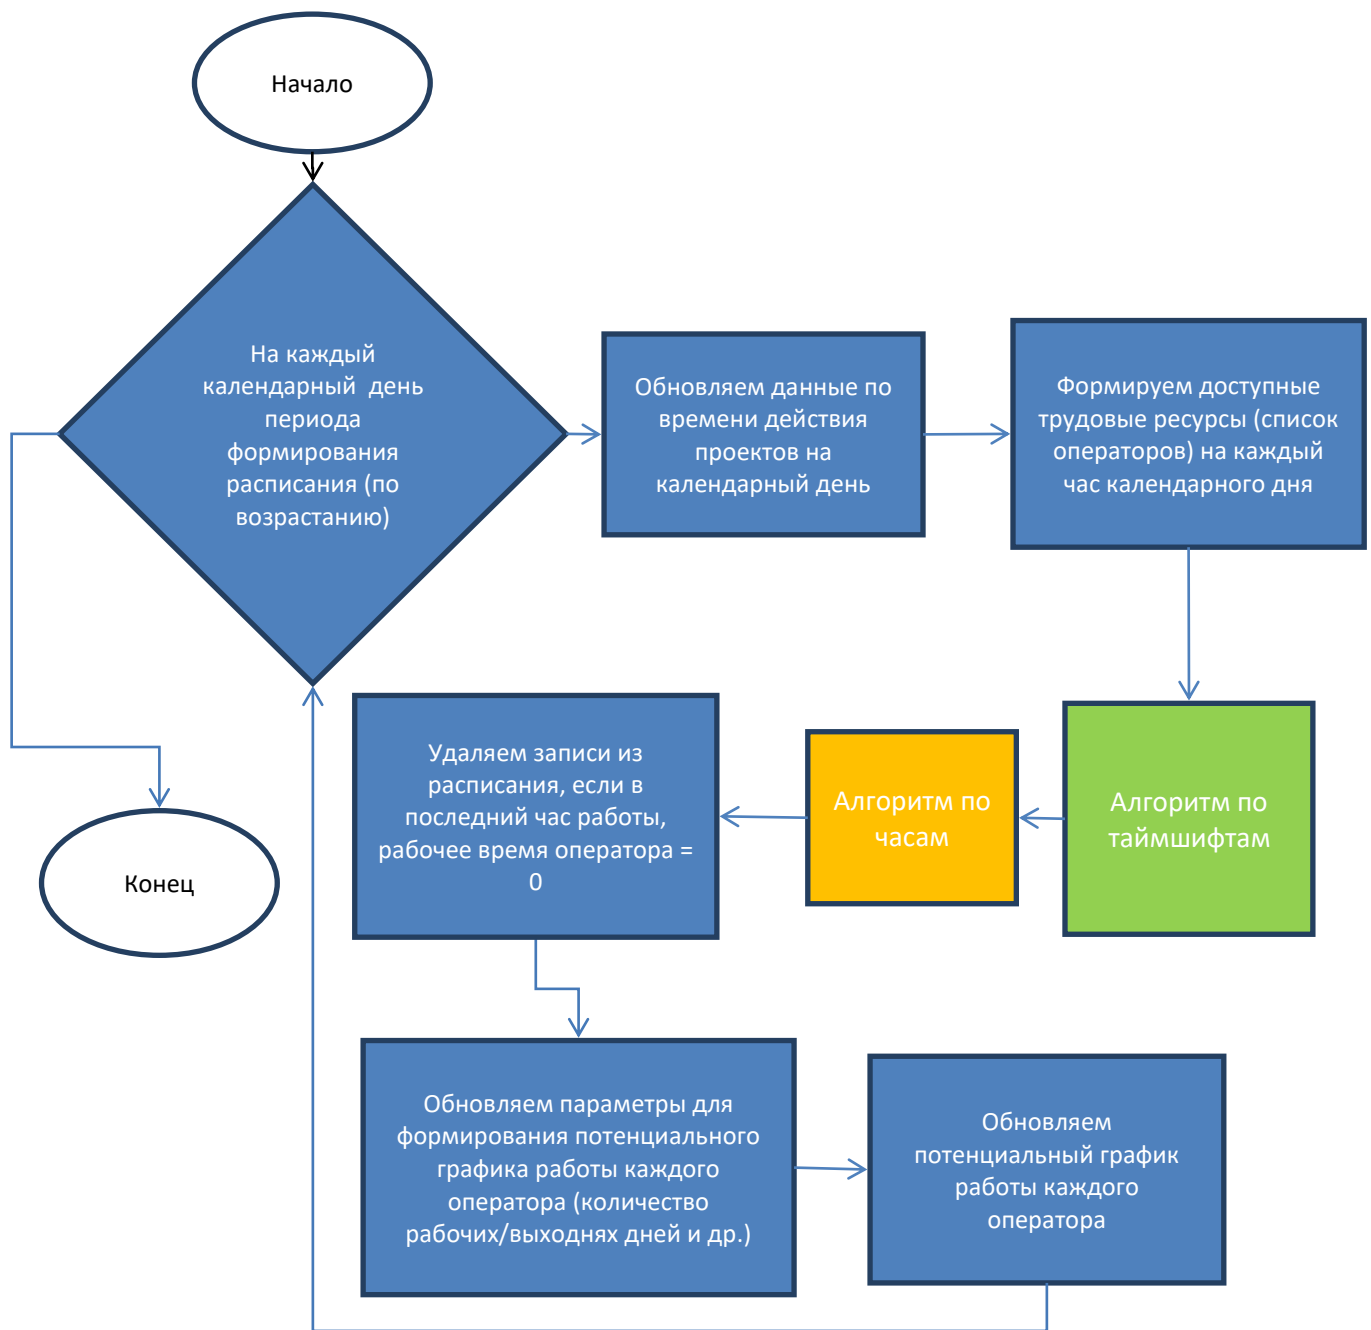 Начало
На каждый
календарный  день
периода
формирования
расписания (по
возрастанию)
Обновляем данные по
времени действия
проектов на
календарный день
Формируем доступные
трудовые ресурсы (список
операторов) на каждый
час календарного дня
Алгоритм по
таймшифтам
Алгоритм по
часам
Удаляем записи из
расписания, если в
последний час работы,
рабочее время оператора =
0
Конец
Обновляем параметры для
формирования потенциального
графика работы каждого
оператора (количество
рабочих/выходнях дней и др.)
Обновляем
потенциальный график
работы каждого
оператора